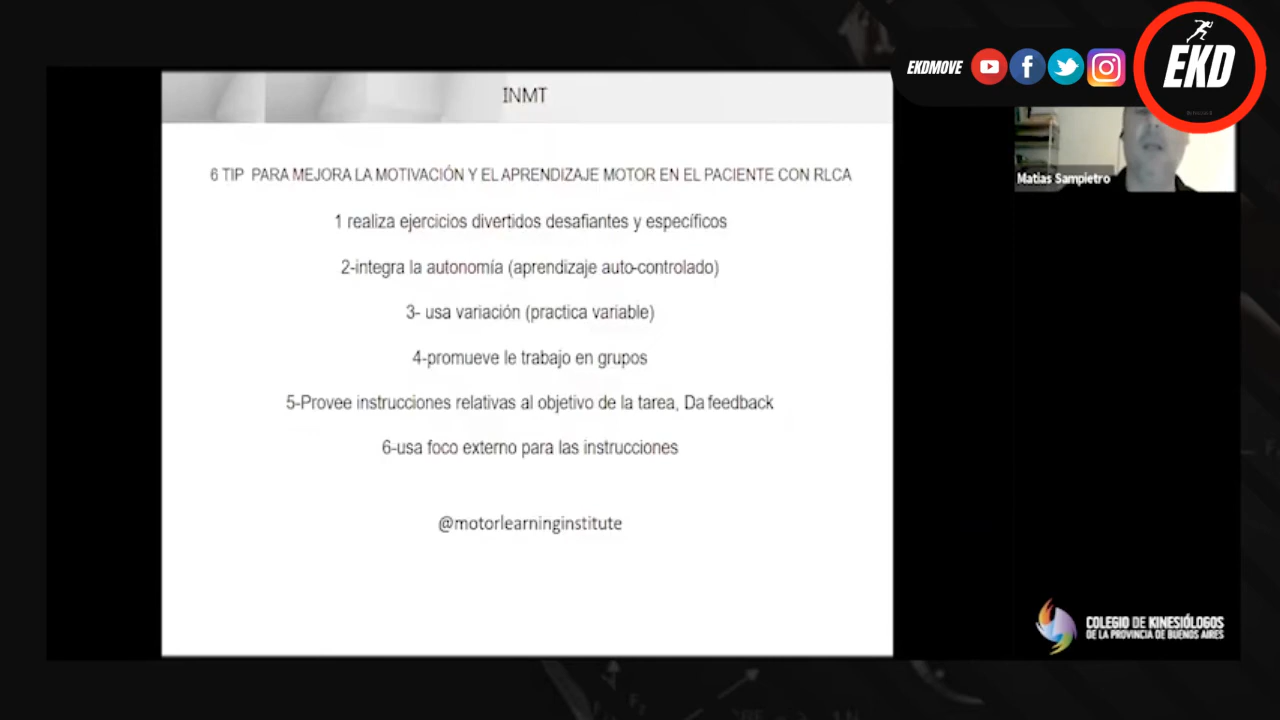 INMT
6 TIP PARA MEJORA LA MOTIVACIÓN Y EL APRENDIZAJE MOTOR EN EL PACIENTE CON RLCA
1 realiza ejercicios divertidos desafiantes y específicos
2-integra la autonomía (aprendizaje auto-controlado)
3- usa variación (practica variable)
4-promueve le trabajo en grupos
5-Provee instrucciones relativas al objetivo de la tarea, Da feedback
6-usa foco externo para las instrucciones
@motorlearninginstitute
EKDMOVE
EKD
Matias Sampietro
COLEGIO DE KINESIÓLOGOS
DE LA PROVINCIA DE BUENOS AIRES